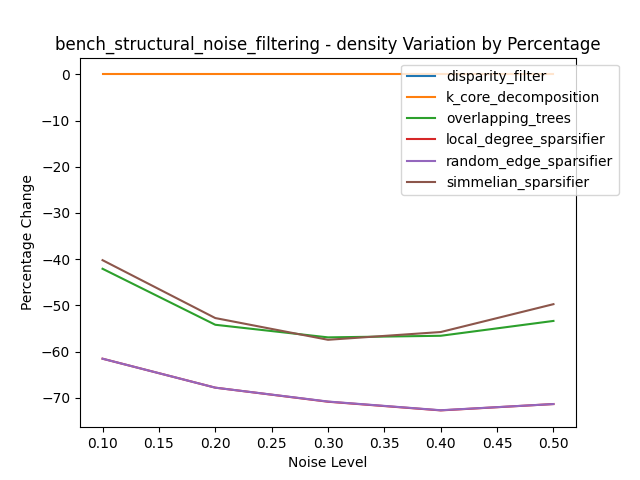 bench_structural_noise_filtering - density Variation by Percentage
disparity_filter
k_core_decomposition
overlapping_trees
local_degree_sparsifier
random_edge_sparsifier
simmelian_sparsifier
Percentage Change
0
−10
−20
−30
−40
−50
−60
−70
0.10 0.15 0.20 0.25 0.30 0.35 0.40 0.45 0.50
Noise Level